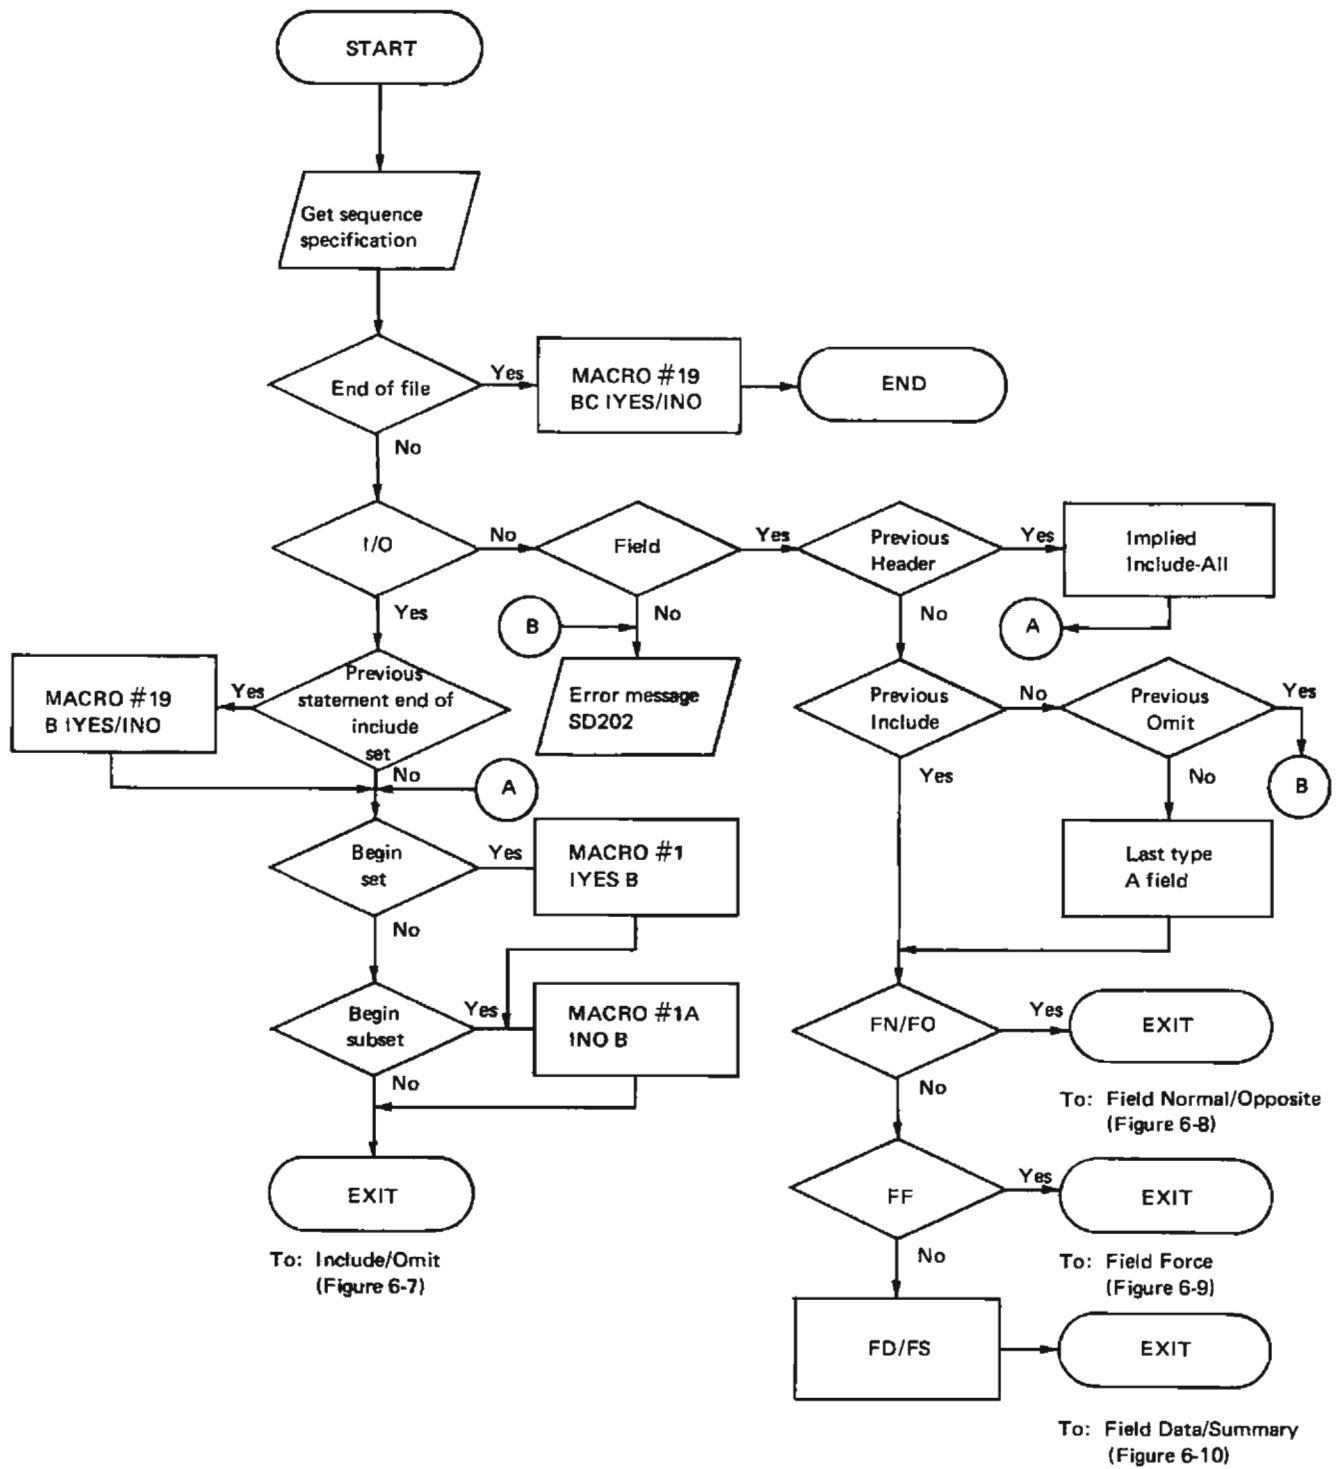 START
Get sequence
specification
End of file
Yes
MACRO #19
BC IYES/INO
END
No
I/O
No
Field
Yes
Previous
Header
Yes
Implied
Include-All
Yes
B
No
No
A
MACRO #19
B IYES/INO
Yes
Previous
statement end of
include
set
Error message
SD202
Previous
Include
No
Previous
Omit
Yes
No
A
Yes
No
B
Begin
set
Yes
MACRO #1
IYES B
Last type
A field
No
Begin
subset
Yes
MACRO #1A
INO B
FN/FO
Yes
EXIT
No
No
To: Field Normal/Opposite
(Figure 6-8)
EXIT
FF
Yes
EXIT
To: Include/Omit
(Figure 6-7)
No
To: Field Force
(Figure 6-9)
FD/FS
EXIT
To: Field Data/Summary
(Figure 6-10)